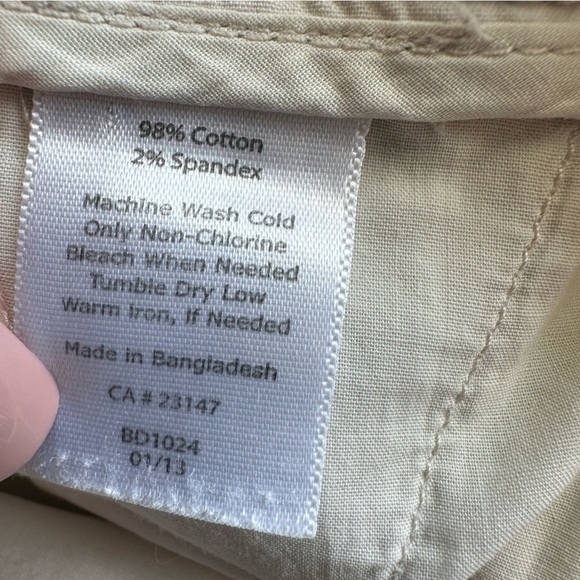 98% Cotton
2% Spandex
Machine Wash Cold
Only Non-Chlorine
Bleach When Needed
Tumble Dry Low
Warm Iron, If Needed
Made in Bangladesh
CA # 23147
BD1024
01/13